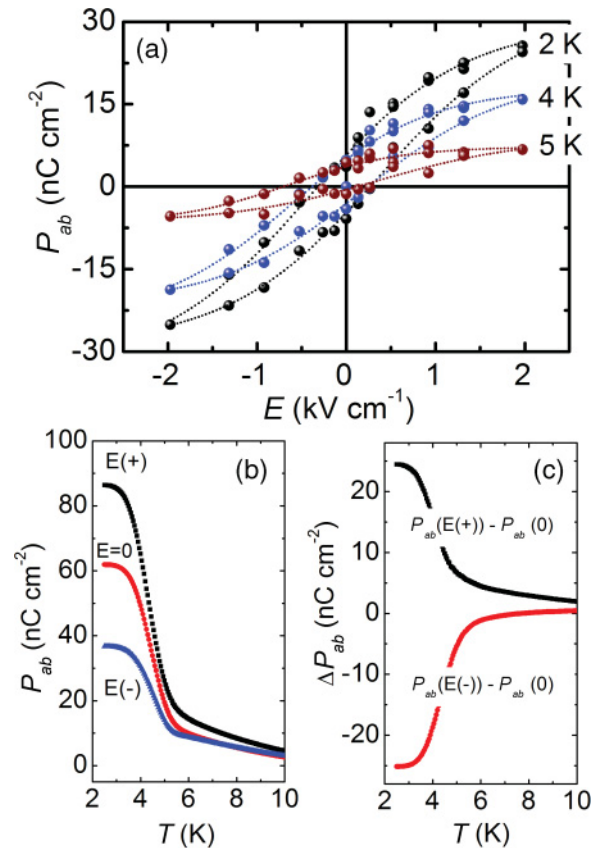 (a)
30
15
0
-15
-30
P_ab (nC cm⁻²)
2 K
4 K
5 K
-2 -1 0 1 2
E (kV cm⁻¹)
(b)
100
80
60
40
20
0
P_ab (nC cm⁻²)
E(+)
E=0
E(-)
2 4 6 8 10
T (K)
(c)
20
10
0
-10
-20
ΔP_ab (nC cm⁻²)
P_ab (E(+)) - P_ab (0)
P_ab (E(-)) - P_ab (0)
2 4 6 8 10
T (K)